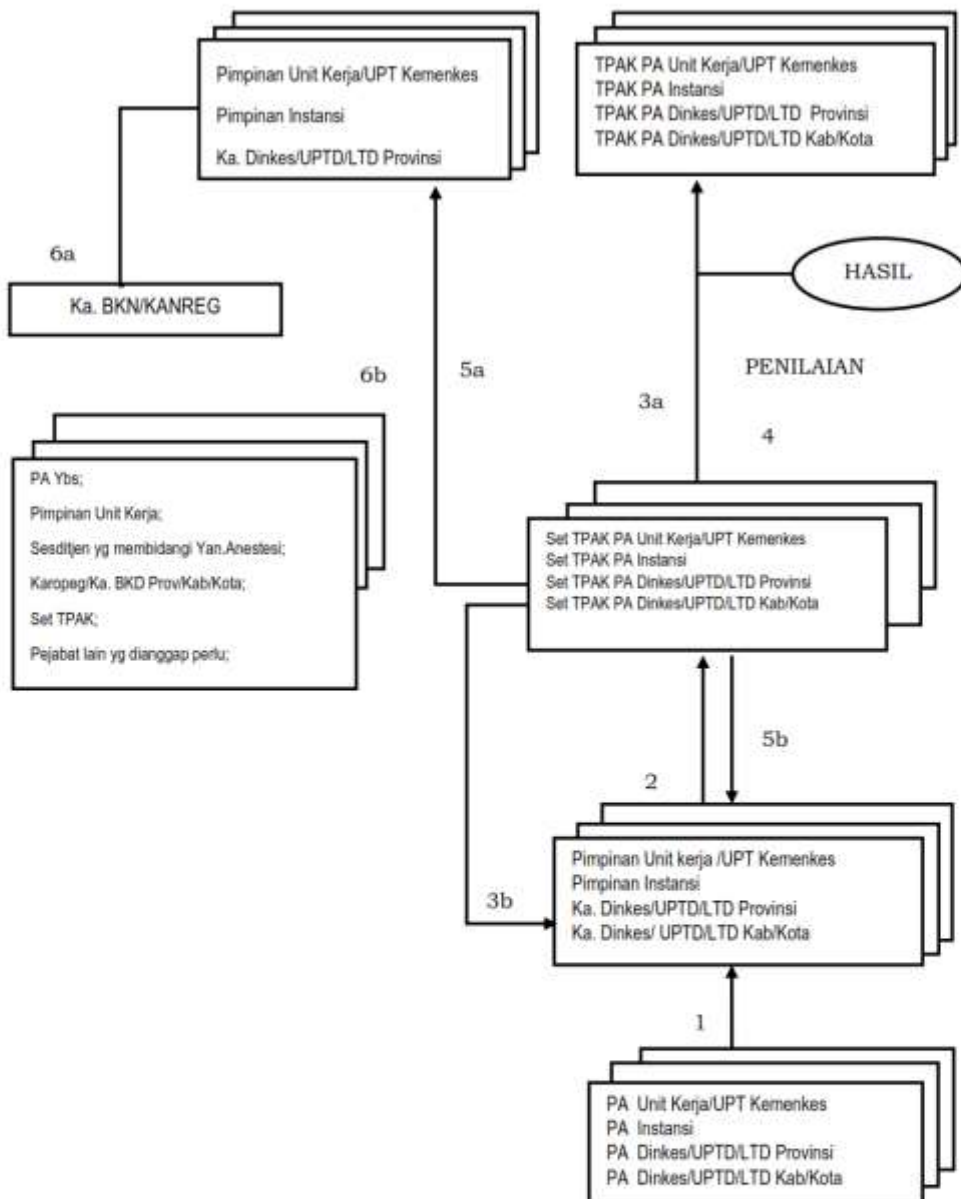 Pimpinan Unit Kerja/UPT Kemenkes
Pimpinan Instansi
Ka. Dinkes/UPTD/LTD Provinsi
TPAK PA Unit Kerja/UPT Kemenkes
TPAK PA Instansi
TPAK PA Dinkes/UPTD/LTD Provinsi
TPAK PA Dinkes/UPTD/LTD Kab/Kota
6a
HASIL
Ka. BKN/KANREG
6b
5a
PENILAIAN
3a
4
PA Ybs;
Pimpinan Unit Kerja;
Sesditjen yg membidangi Yan.Anestesi;
Karopeg/Ka. BKD Prov/Kab/Kota;
Set TPAK;
Pejabat lain yg dianggap perlu;
Set TPAK PA Unit Kerja/UPT Kemenkes
Set TPAK PA Instansi
Set TPAK PA Dinkes/UPTD/LTD Provinsi
Set TPAK PA Dinkes/UPTD/LTD Kab/Kota
5b
2
3b
Pimpinan Unit kerja /UPT Kemenkes
Pimpinan Instansi
Ka. Dinkes/UPTD/LTD Provinsi
Ka. Dinkes/ UPTD/LTD Kab/Kota
1
PA Unit Kerja/UPT Kemenkes
PA Instansi
PA Dinkes/UPTD/LTD Provinsi
PA Dinkes/UPTD/LTD Kab/Kota